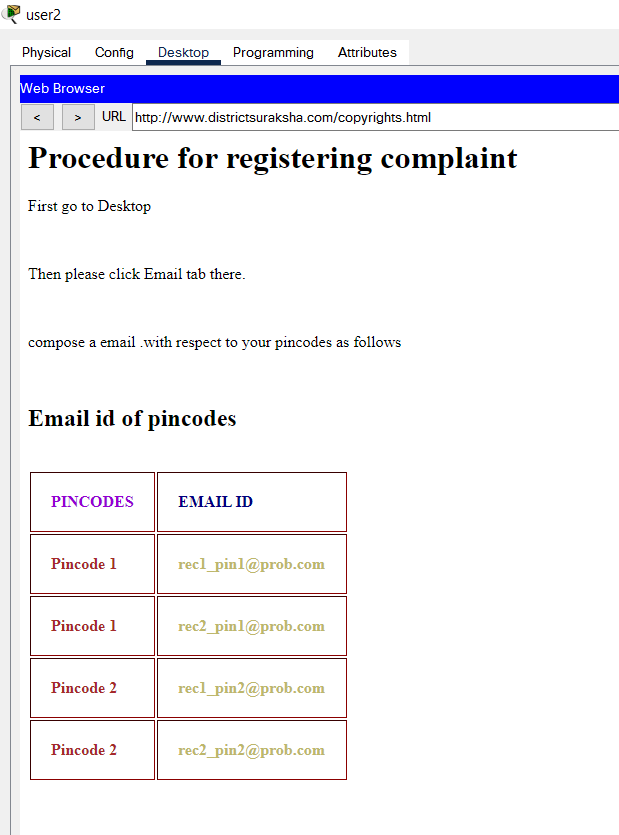 user2
Physical Config Desktop Programming Attributes
Web Browser
< > URL http://www.districtsuraksha.com/copyrights.html
Procedure for registering complaint
First go to Desktop
Then please click Email tab there.
compose a email .with respect to your pincodes as follows
Email id of pincodes
PINCODES EMAIL ID
Pincode 1 rec1_pin1@prob.com
Pincode 1 rec2_pin1@prob.com
Pincode 2 rec1_pin2@prob.com
Pincode 2 rec2_pin2@prob.com